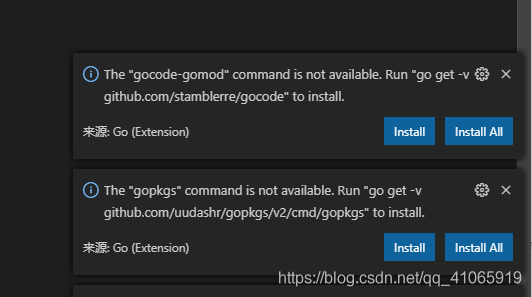 The "gocode-gomod" command is not available. Run "go get -v
github.com/stamblerre/gocode" to install.
来源: Go (Extension)
Install
Install All
The "gopkgs" command is not available. Run "go get -v
github.com/uudashr/gopkgs/v2/cmd/gopkgs" to install.
来源: Go (Extension)
Install
Install All
https://blog.csdn.net/qq_41065919